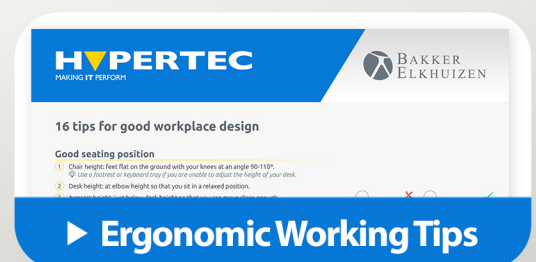 HYPERTEC
MAKING IT PERFORM
BAKKER
ELKHUIZEN
16 tips for good workplace design
Good seating position
1 Chair height: feet flat on the ground with your knees at an angle 90-110º.
Use a footrest or keyboard tray if you are unable to adjust the height of your desk.
2 Desk height: at elbow height so that you sit in a relaxed position.
Ergonomic Working Tips